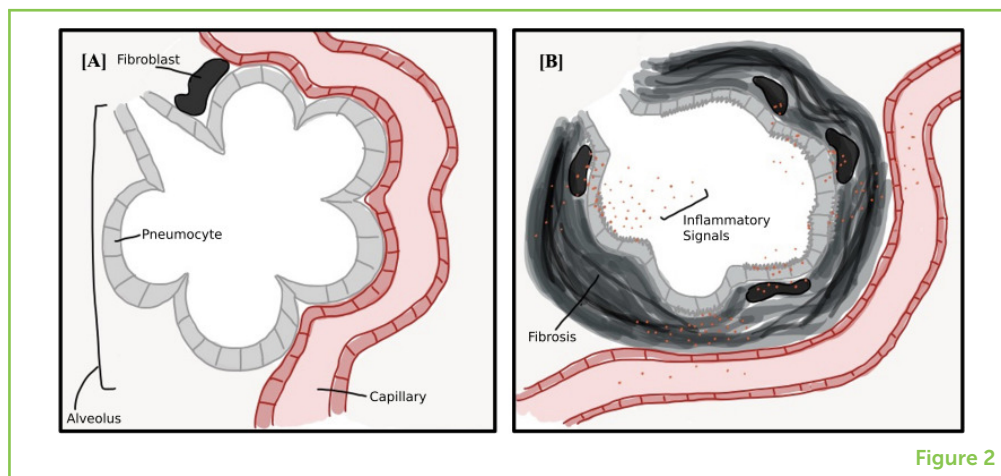 [A]
Fibroblast
Pneumocyte
Alveolus
Capillary
[B]
Inflammatory
Signals
Fibrosis
Figure 2